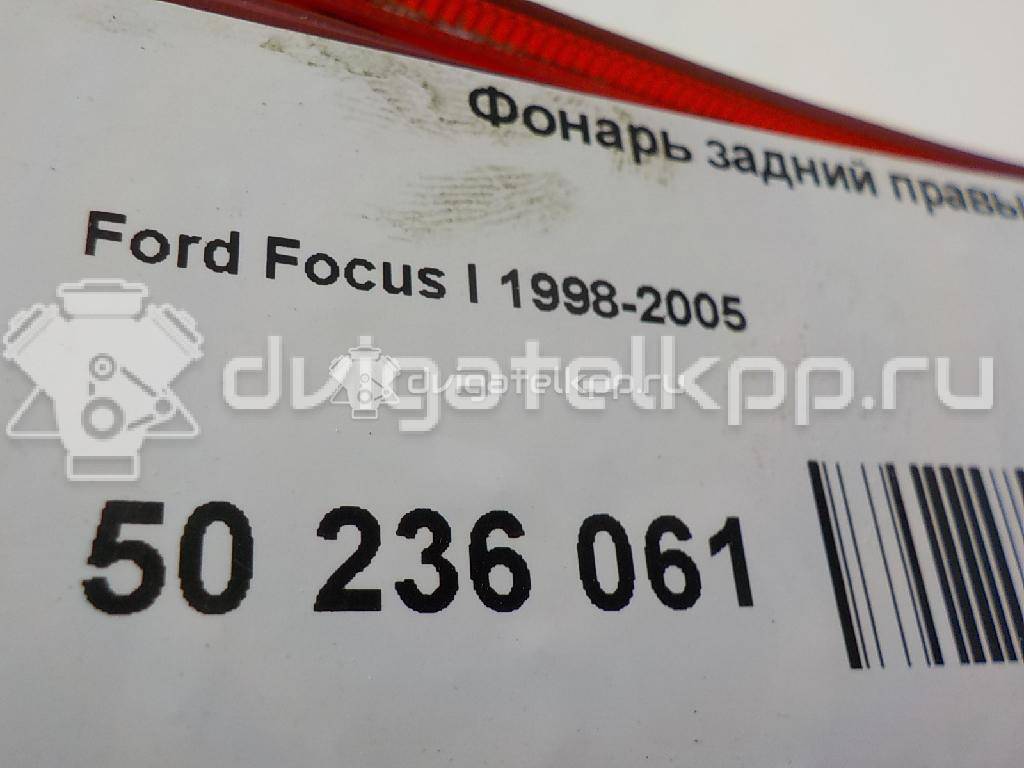 Фонарь задний правы
Ford Focus I 1998-2005
dvigatelkpp.ru
dvigatelkpp.ru
50 236 061